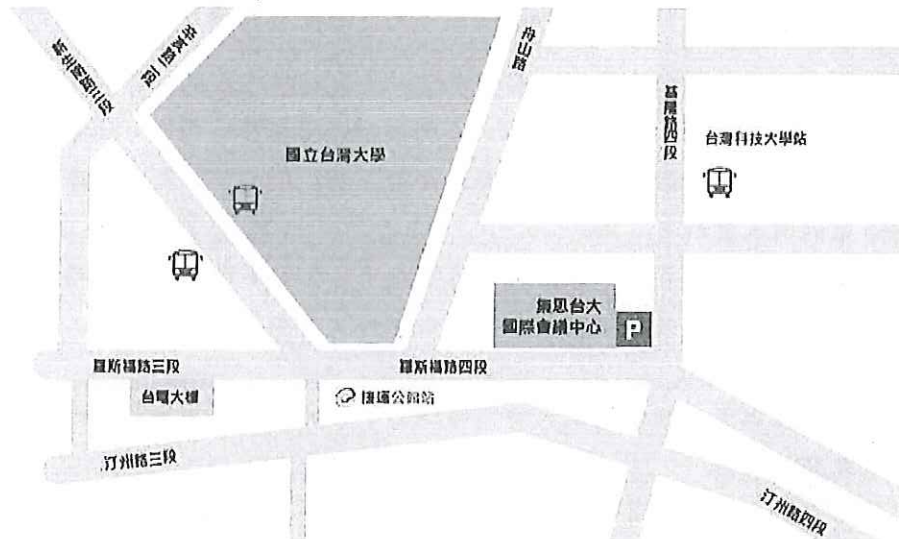 新生南路三段
辛亥路二段
舟山路
基隆路四段
台灣科技大學站
國立台灣大學
集思台大
國際會議中心
P
羅斯福路三段
羅斯福路四段
台電大樓
捷運公館站
汀州路三段
汀州路四段